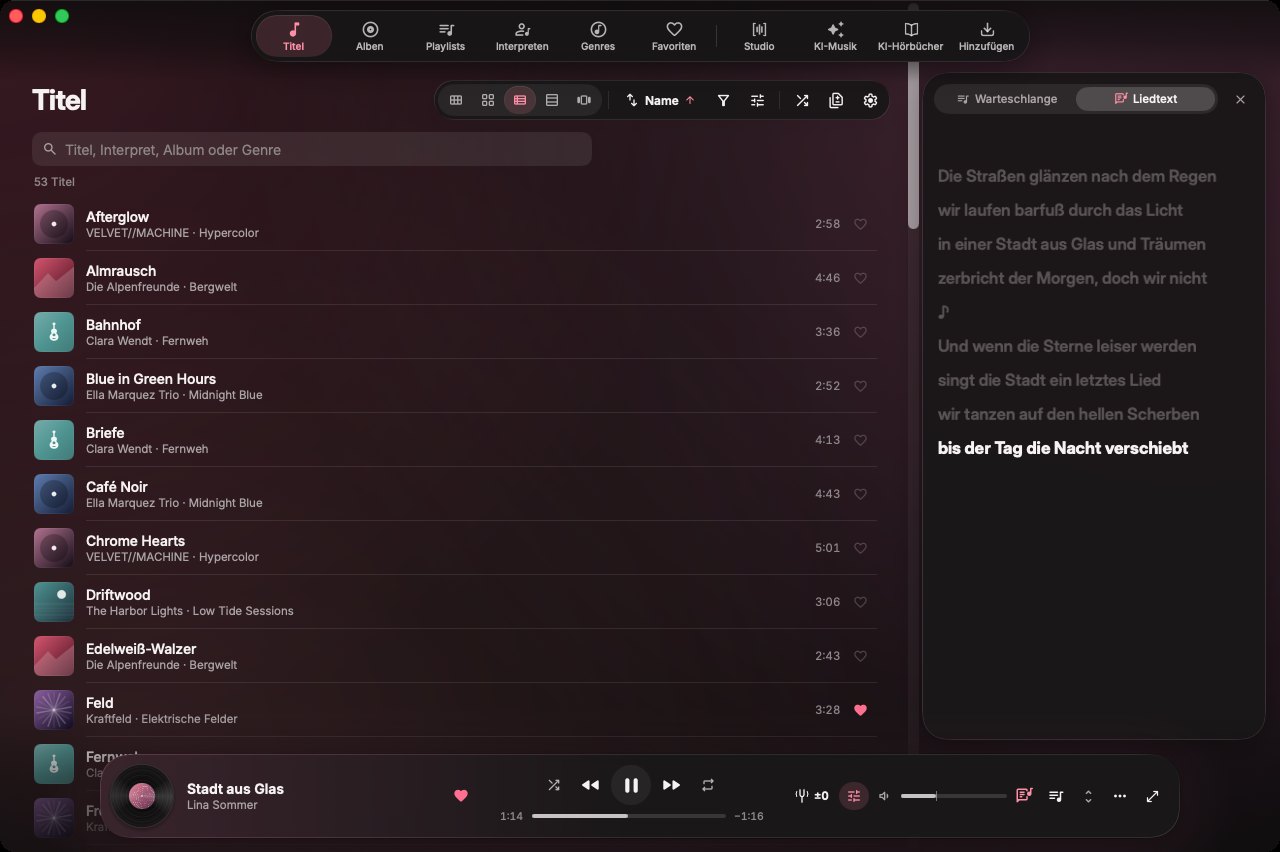 Titel
Alben
Playlists
Interpreten
Genres
Favoriten
Studio
KI-Musik
KI-Hörbücher
Hinzufügen
Titel
Name
Titel, Interpret, Album oder Genre
53 Titel
Afterglow
VELVET//MACHINE · Hypercolor
2:58
Almrausch
Die Alpenfreunde · Bergwelt
4:46
Bahnhof
Clara Wendt · Fernweh
3:36
Blue in Green Hours
Ella Marquez Trio · Midnight Blue
2:52
Briefe
Clara Wendt · Fernweh
4:13
Café Noir
Ella Marquez Trio · Midnight Blue
4:43
Chrome Hearts
VELVET//MACHINE · Hypercolor
5:01
Driftwood
The Harbor Lights · Low Tide Sessions
3:06
Edelweiß-Walzer
Die Alpenfreunde · Bergwelt
2:43
Feld
Kraftfeld · Elektrische Felder
3:28
Warteschlange
Liedtext
Die Straßen glänzen nach dem Regen
wir laufen barfuß durch das Licht
in einer Stadt aus Glas und Träumen
zerbricht der Morgen, doch wir nicht
♪
Und wenn die Sterne leiser werden
singt die Stadt ein letztes Lied
wir tanzen auf den hellen Scherben
bis der Tag die Nacht verschiebt
Stadt aus Glas
Lina Sommer
1:14
−1:16
±0